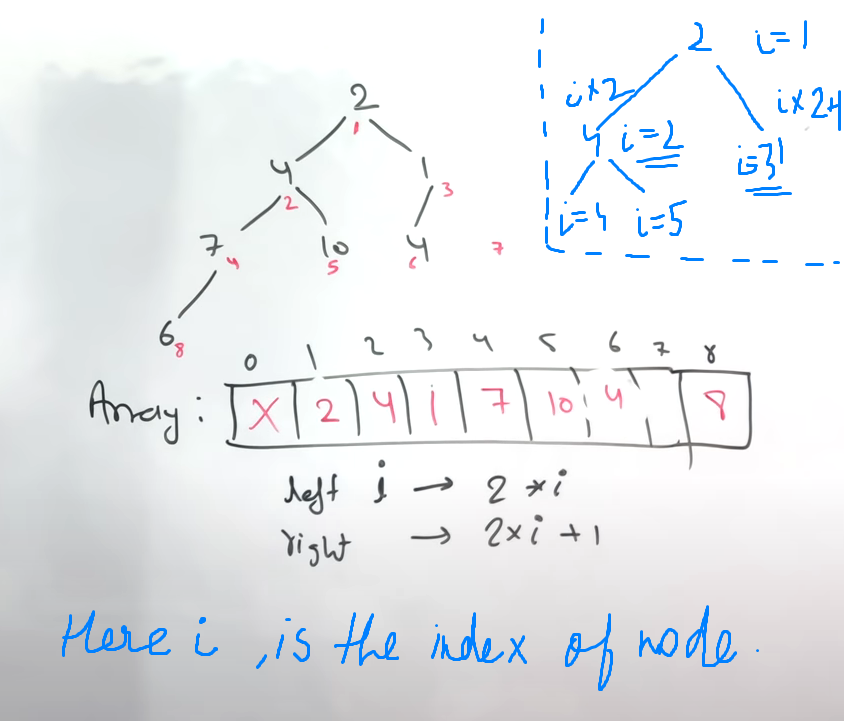 2 i=1
i×2 i×2+1
4 i=2 i=3 1
i=4 i=5
2
1
4 1
2 3
7 10 4 7
4 5 6
6
8
0 1 2 3 4 5 6 7 8
Array : X 2 4 1 7 10 4 8
left i → 2 * i
right → 2×i + 1
Here i , is the index of node .